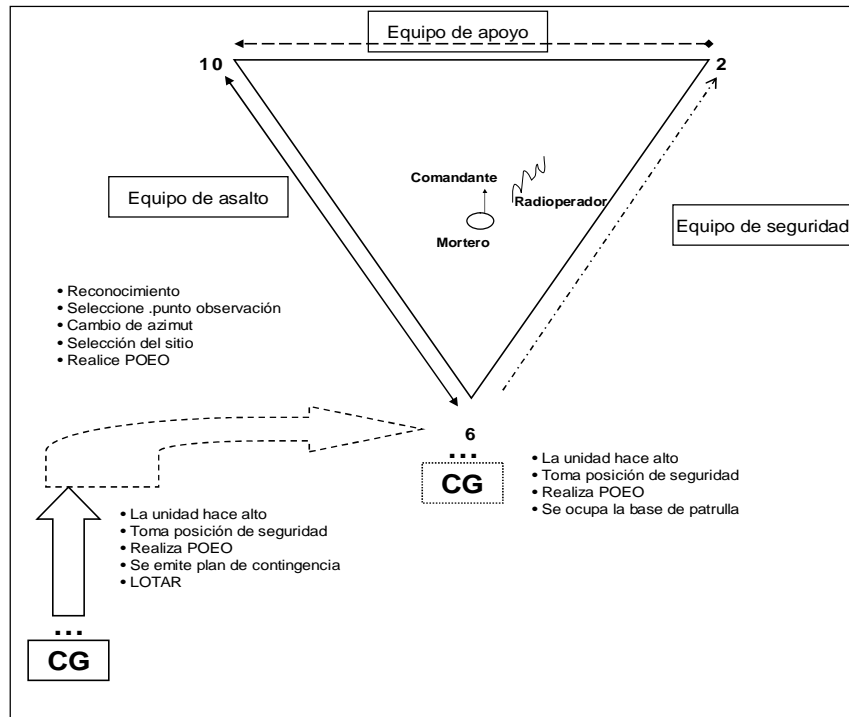 Equipo de apoyo
10
2
Comandante
Radioperador
Mortero
Equipo de asalto
Equipo de seguridad
• Reconocimiento
• Seleccione .punto observación
• Cambio de azimut
• Selección del sitio
• Realice POEO
6
...
CG
• La unidad hace alto
• Toma posición de seguridad
• Realiza POEO
• Se ocupa la base de patrulla
• La unidad hace alto
• Toma posición de seguridad
• Realiza POEO
• Se emite plan de contingencia
• LOTAR
...
CG